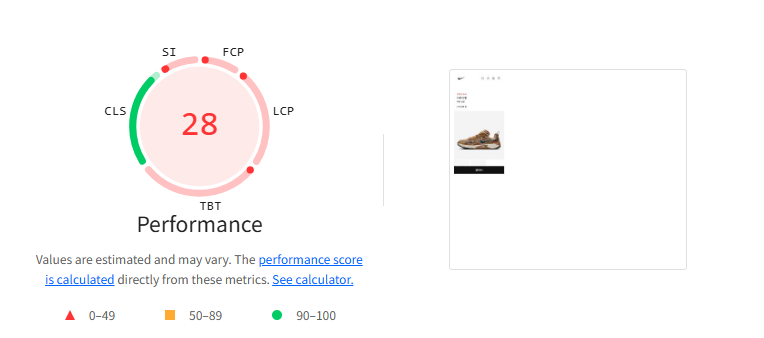 SI
FCP
CLS
LCP
28
TBT
Performance
Values are estimated and may vary. The performance score
is calculated directly from these metrics. See calculator.
0–49
50–89
90–100